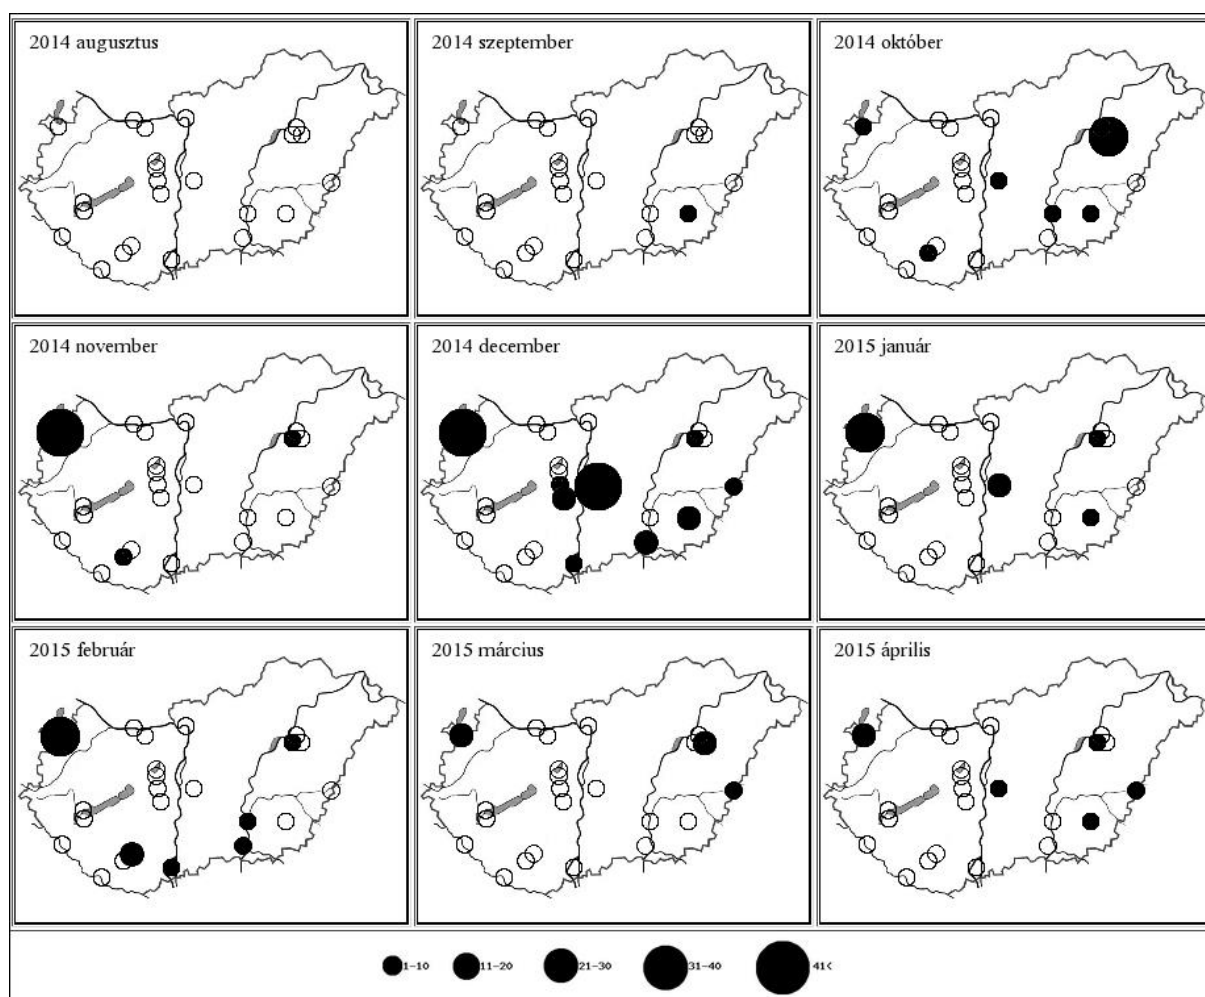 2014 augusztus
2014 szeptember
2014 október
2014 november
2014 december
2015 január
2015 február
2015 március
2015 április
1-10
11-20
21-30
31-40
41<